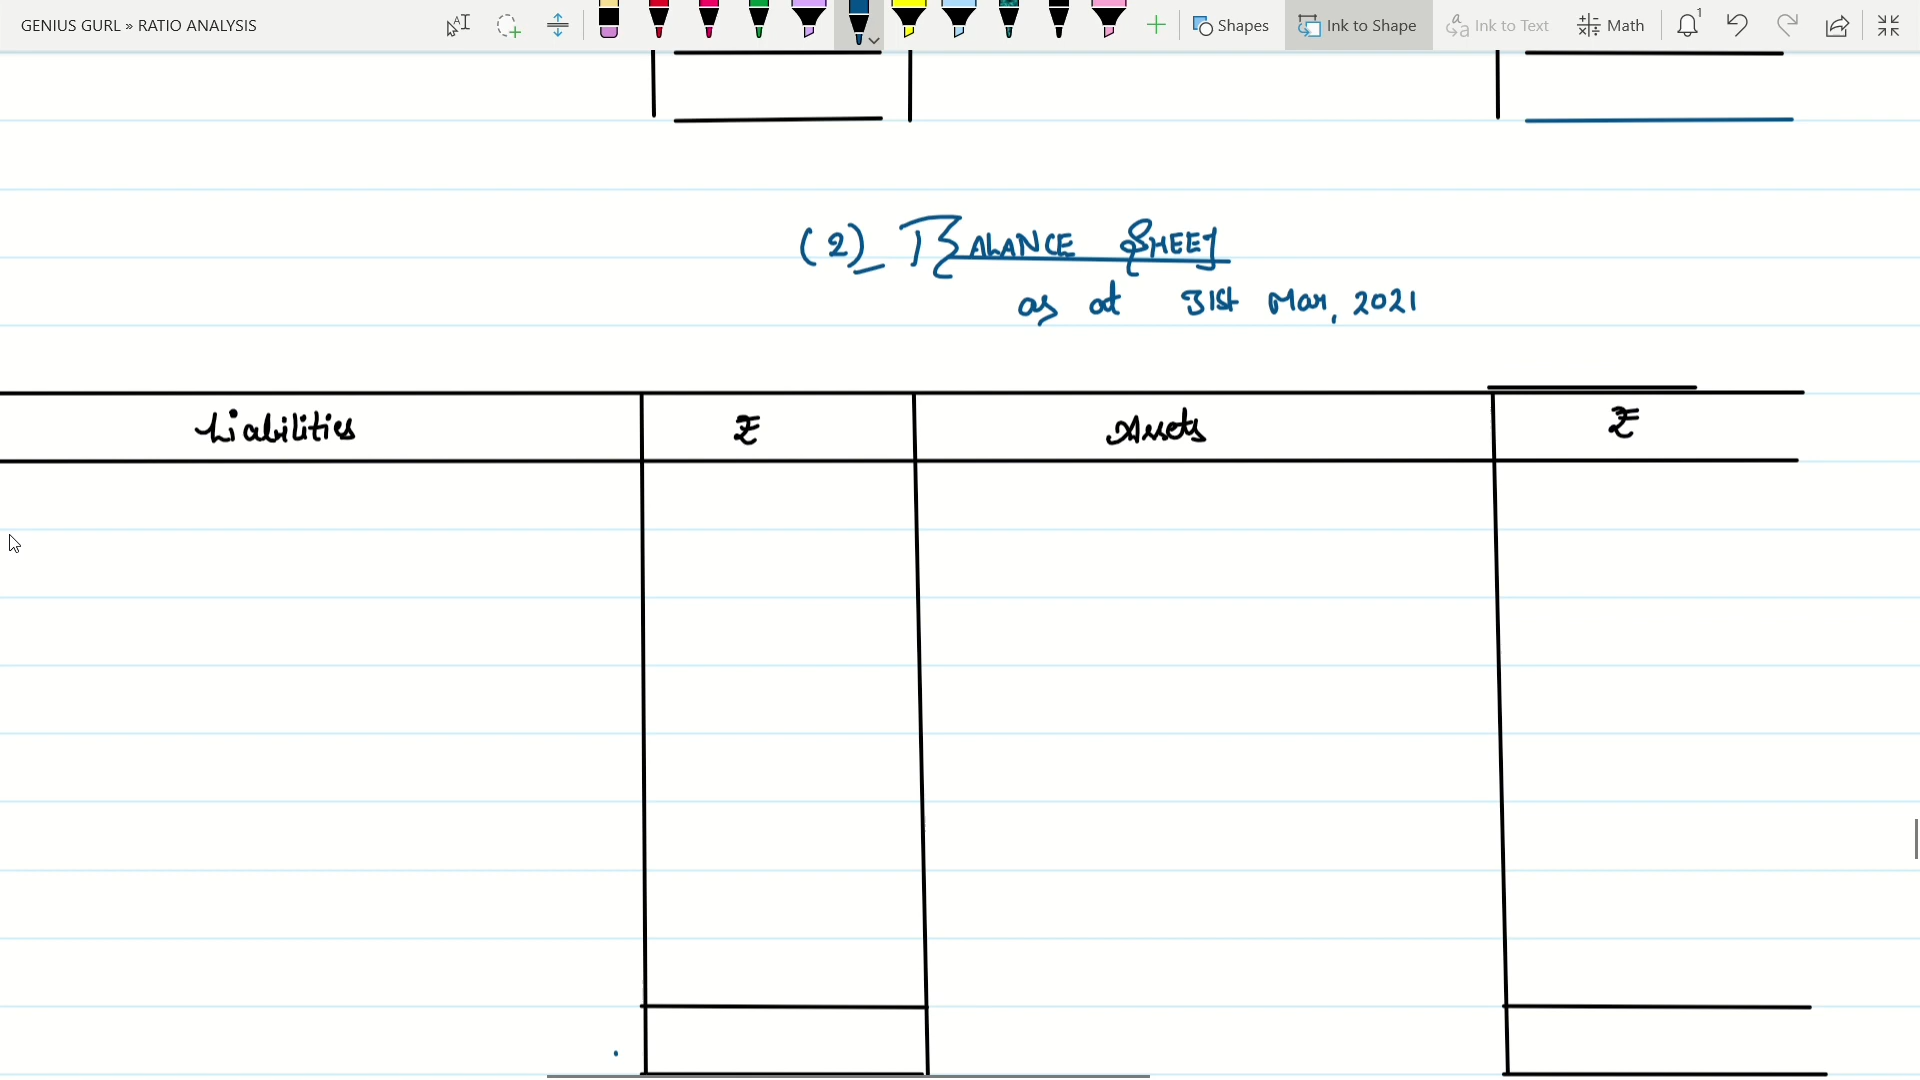 GENIUS GURL » RATIO ANALYSIS
Shapes
Ink to Shape
Ink to Text
Math
1
(2) BALANCE SHEET
as at 31st Mar, 2021
Liabilities ₹ Assets ₹